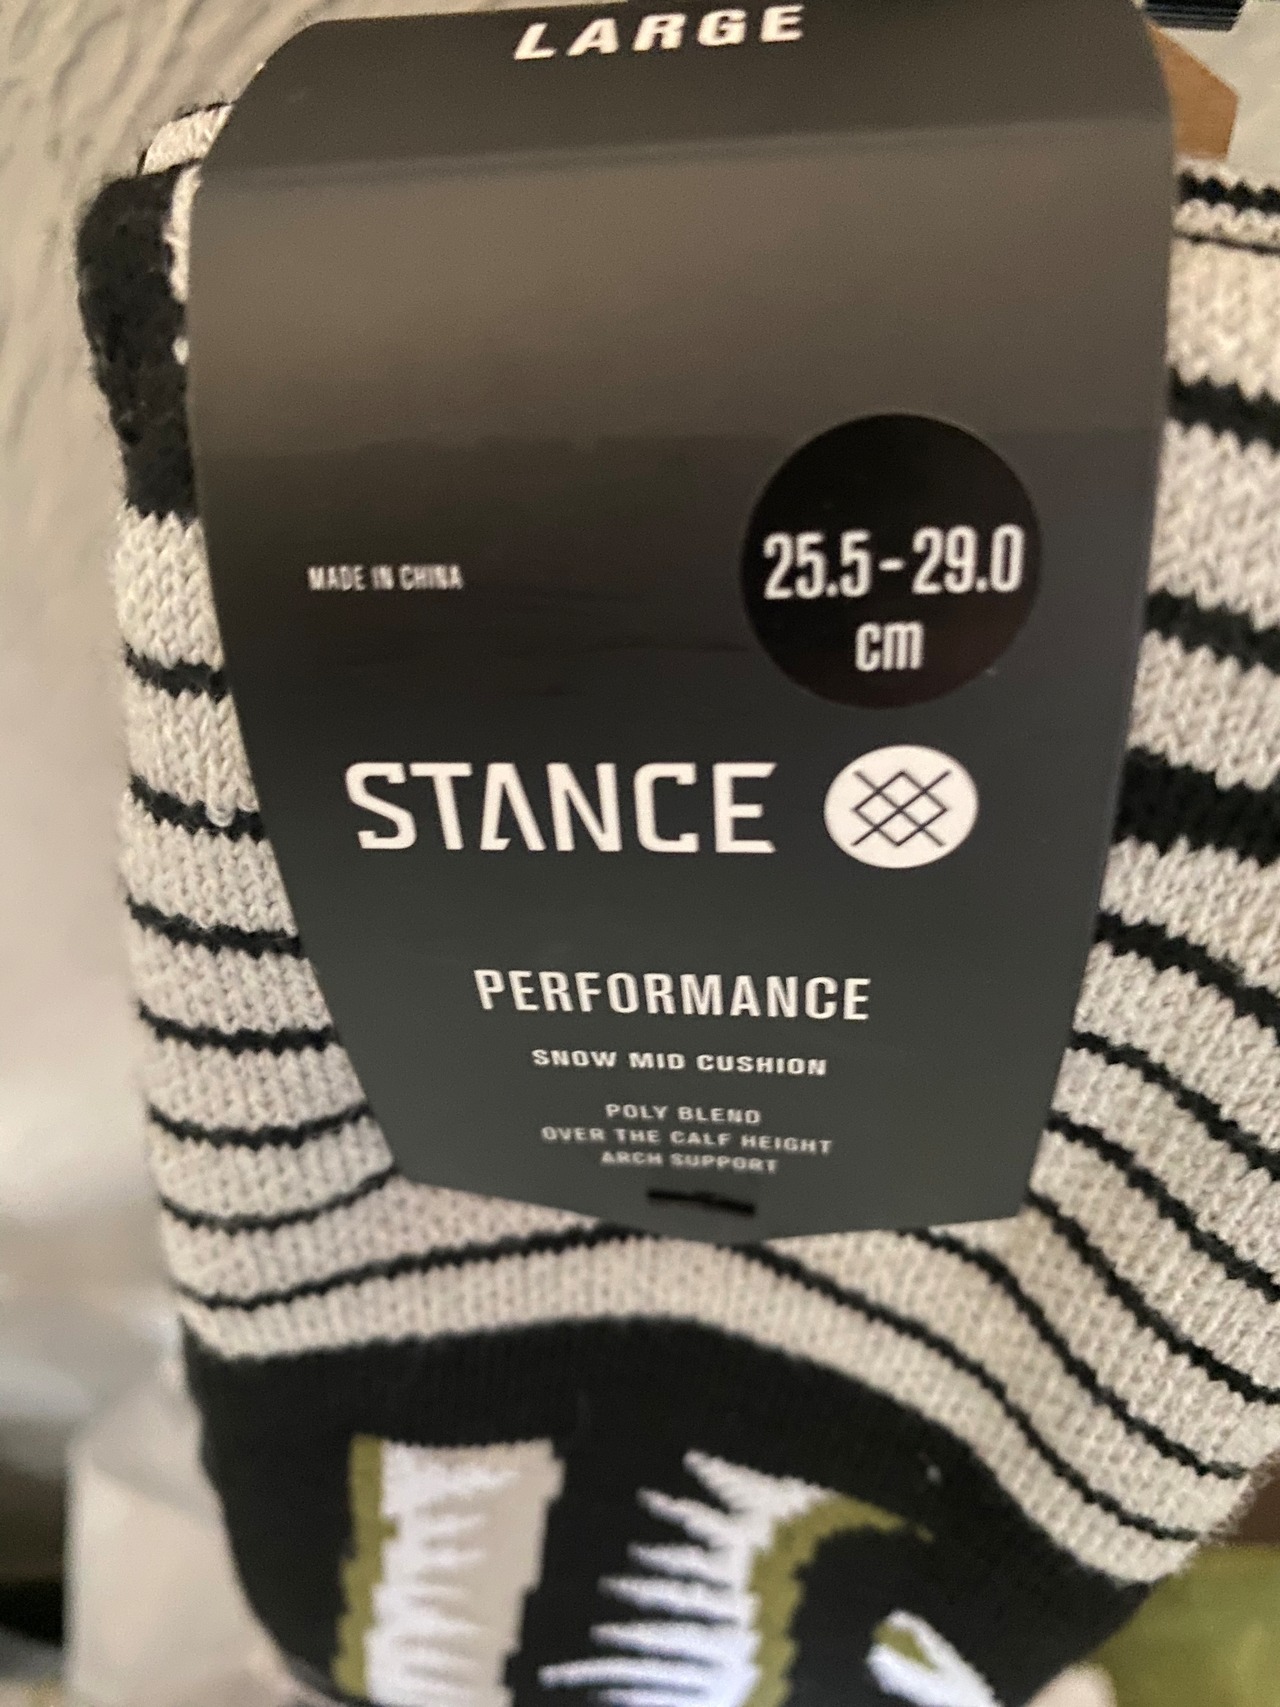 LARGE
25.5-29.0
cm
MADE IN CHINA
STANCE
PERFORMANCE
SNOW MID CUSHION
POLY BLEND
OVER THE CALF HEIGHT
ARCH SUPPORT